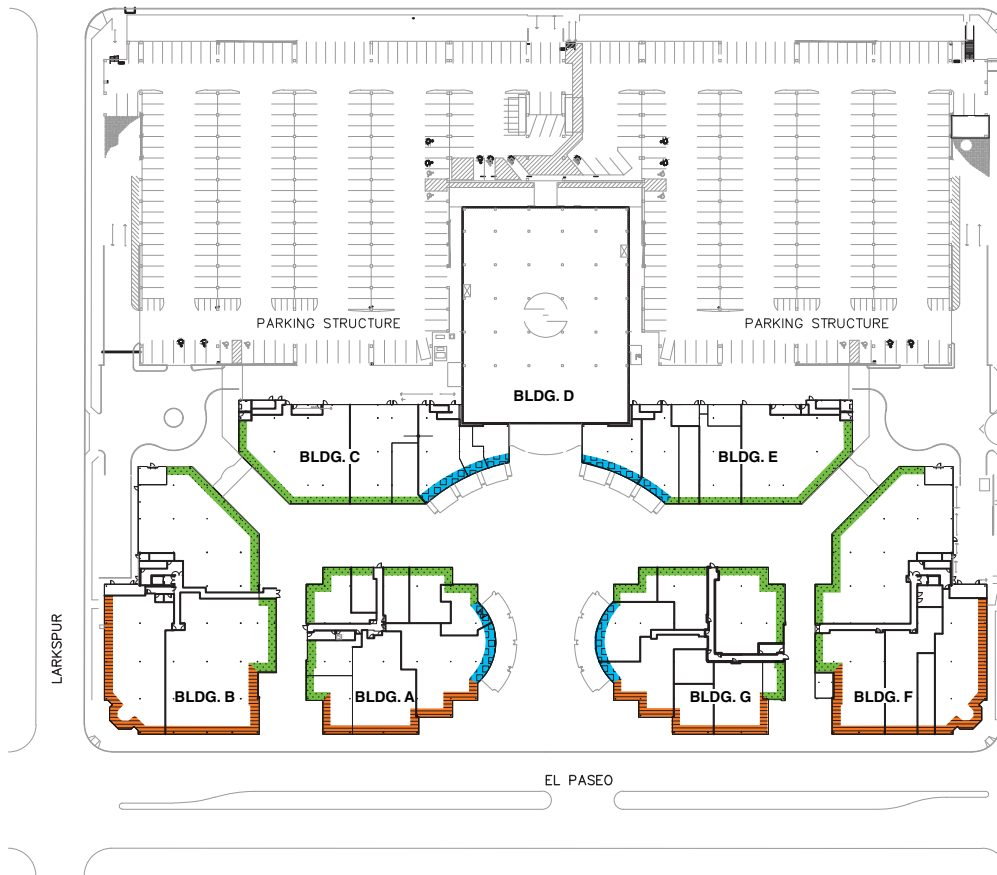 PARKING STRUCTURE
PARKING STRUCTURE
BLDG. D
BLDG. C
BLDG. E
LARKSPUR
BLDG. B
BLDG. A
BLDG. G
BLDG. F
EL PASEO